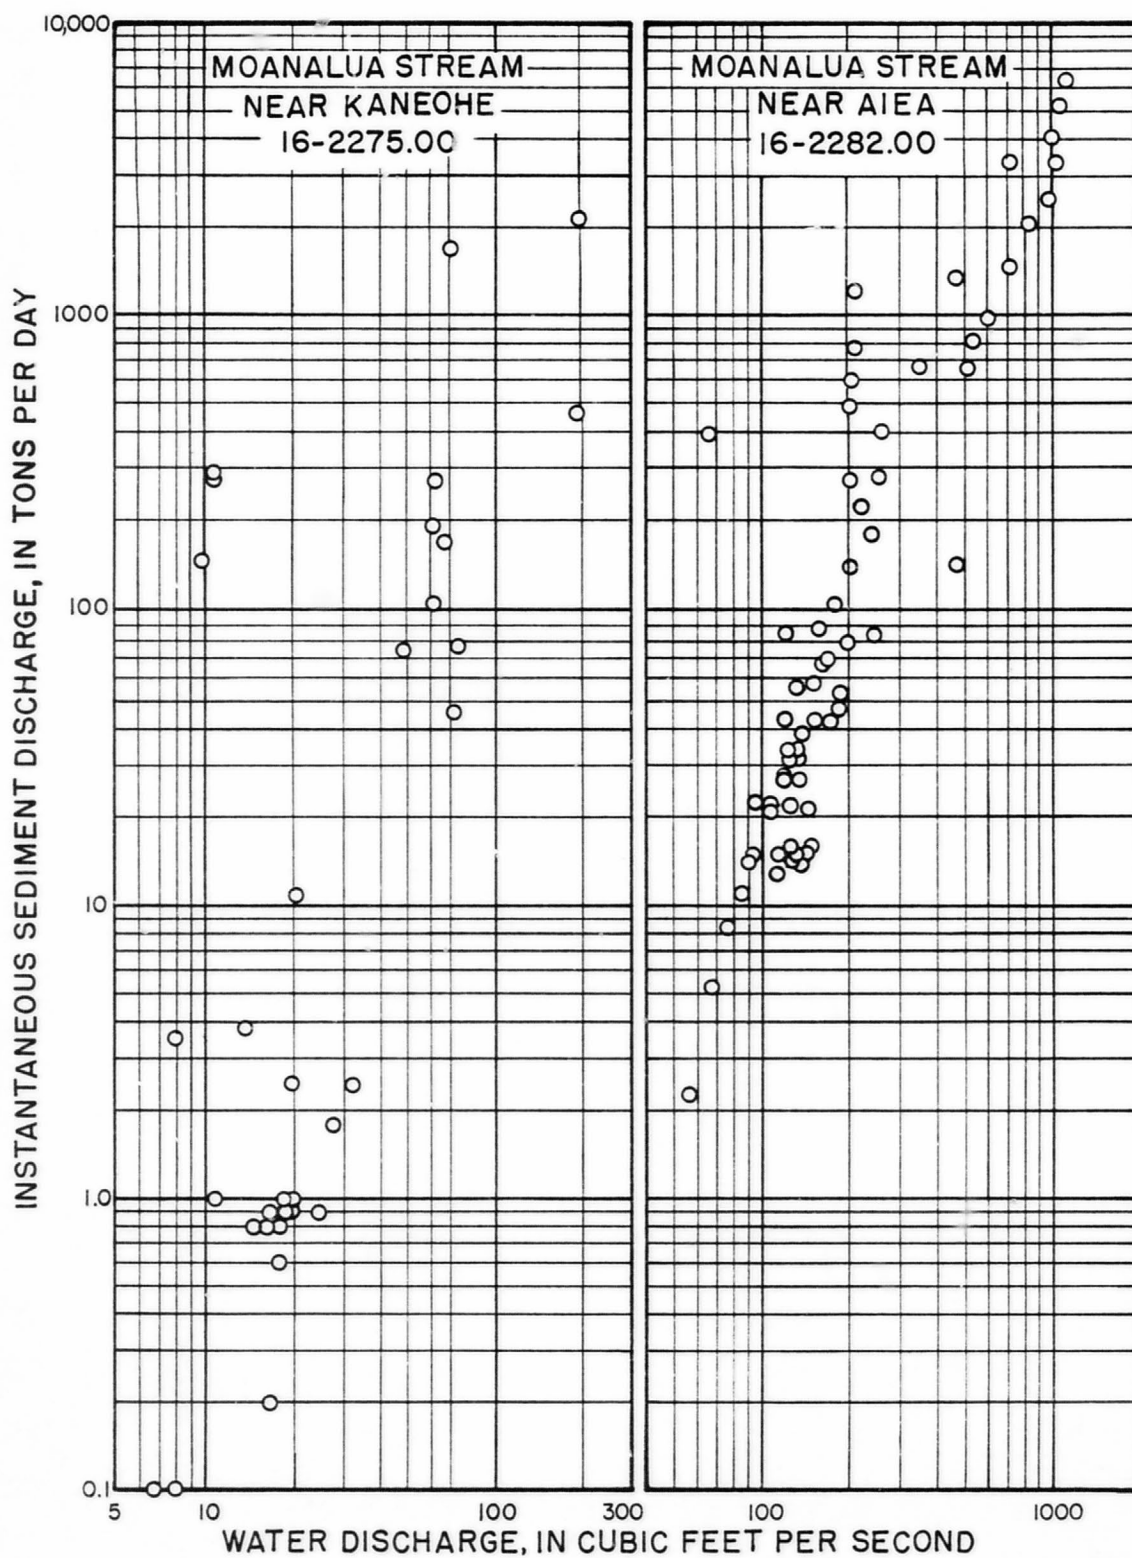 10,000
MOANALUA STREAM
NEAR KANEOHE
16-2275.00
MOANALUA STREAM
NEAR AIEA
16-2282.00
1000
100
10
1.0
0.1
INSTANTANEOUS SEDIMENT DISCHARGE, IN TONS PER DAY
5 10 100 300 100 1000
WATER DISCHARGE, IN CUBIC FEET PER SECOND